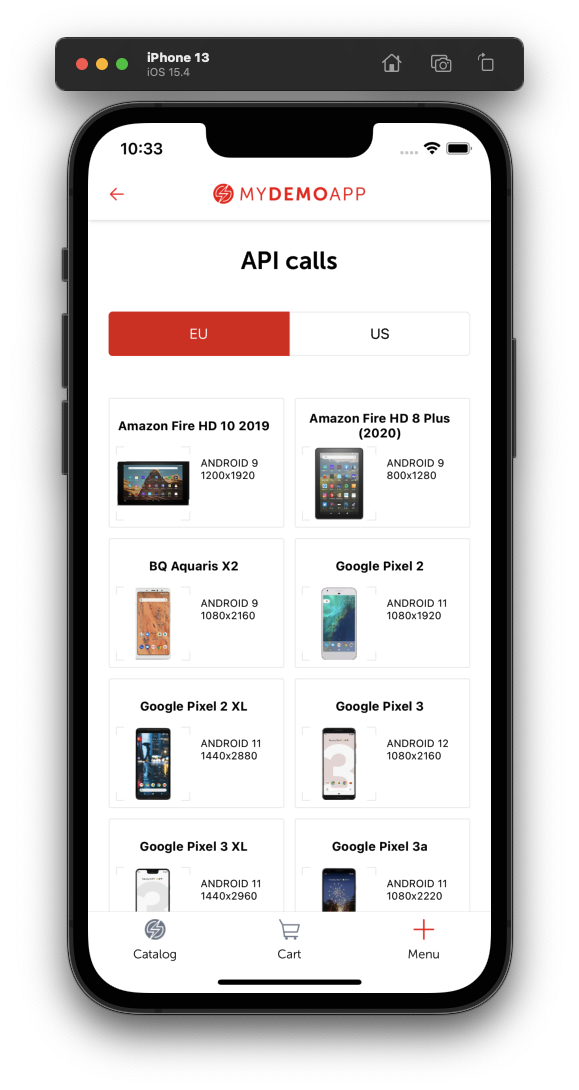 iPhone 13
iOS 15.4
10:33
MYDEMOAPP
API calls
EU
US
Amazon Fire HD 10 2019
ANDROID 9
1200x1920
Amazon Fire HD 8 Plus
(2020)
ANDROID 9
800x1280
BQ Aquaris X2
ANDROID 9
1080x2160
Google Pixel 2
ANDROID 11
1080x1920
Google Pixel 2 XL
ANDROID 11
1440x2880
Google Pixel 3
ANDROID 12
1080x2160
Google Pixel 3 XL
ANDROID 11
1440x2960
Google Pixel 3a
ANDROID 11
1080x2220
Catalog
Cart
Menu